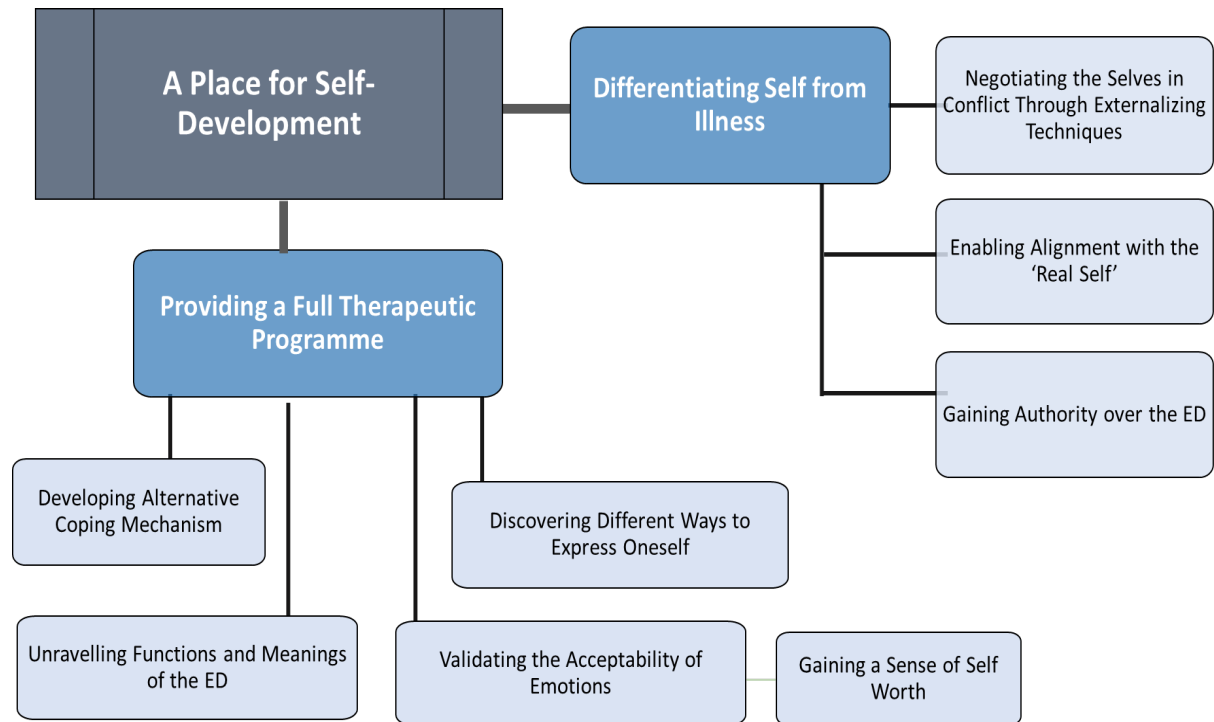 A Place for Self-
Development
Differentiating Self from
Illness
Negotiating the Selves in
Conflict Through Externalizing
Techniques
Enabling Alignment with the
‘Real Self’
Gaining Authority over the ED
Providing a Full Therapeutic
Programme
Developing Alternative
Coping Mechanism
Discovering Different Ways to
Express Oneself
Unravelling Functions and Meanings
of the ED
Validating the Acceptability of
Emotions
Gaining a Sense of Self
Worth